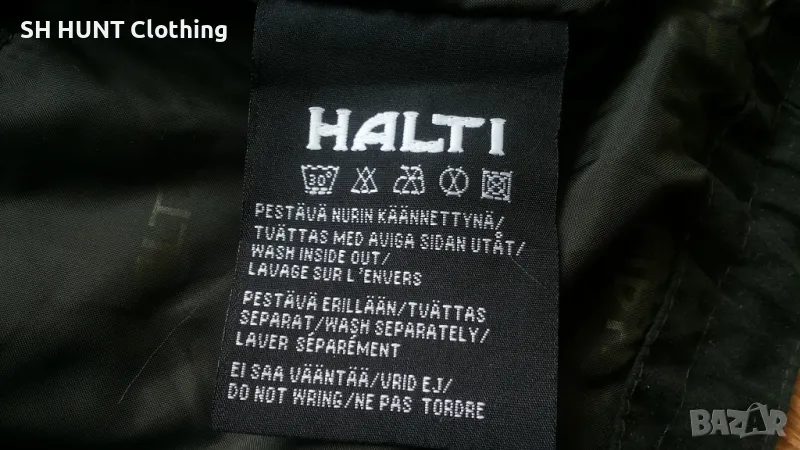 SH HUNT Clothing
HALTI
30°
PESTÄVÄ NURIN KÄÄNNETTYNÄ/
TVÄTTAS MED AVIGA SIDAN UTÅT/
WASH INSIDE OUT/
LAVAGE SUR L'ENVERS
PESTÄVÄ ERILLÄÄN/TVÄTTAS
SEPARAT/WASH SEPARATELY/
LAVER SÉPARÉMENT
EI SAA VÄÄNTÄÄ/VRID EJ/
DO NOT WRING/NE PAS TORDRE
BAZAR